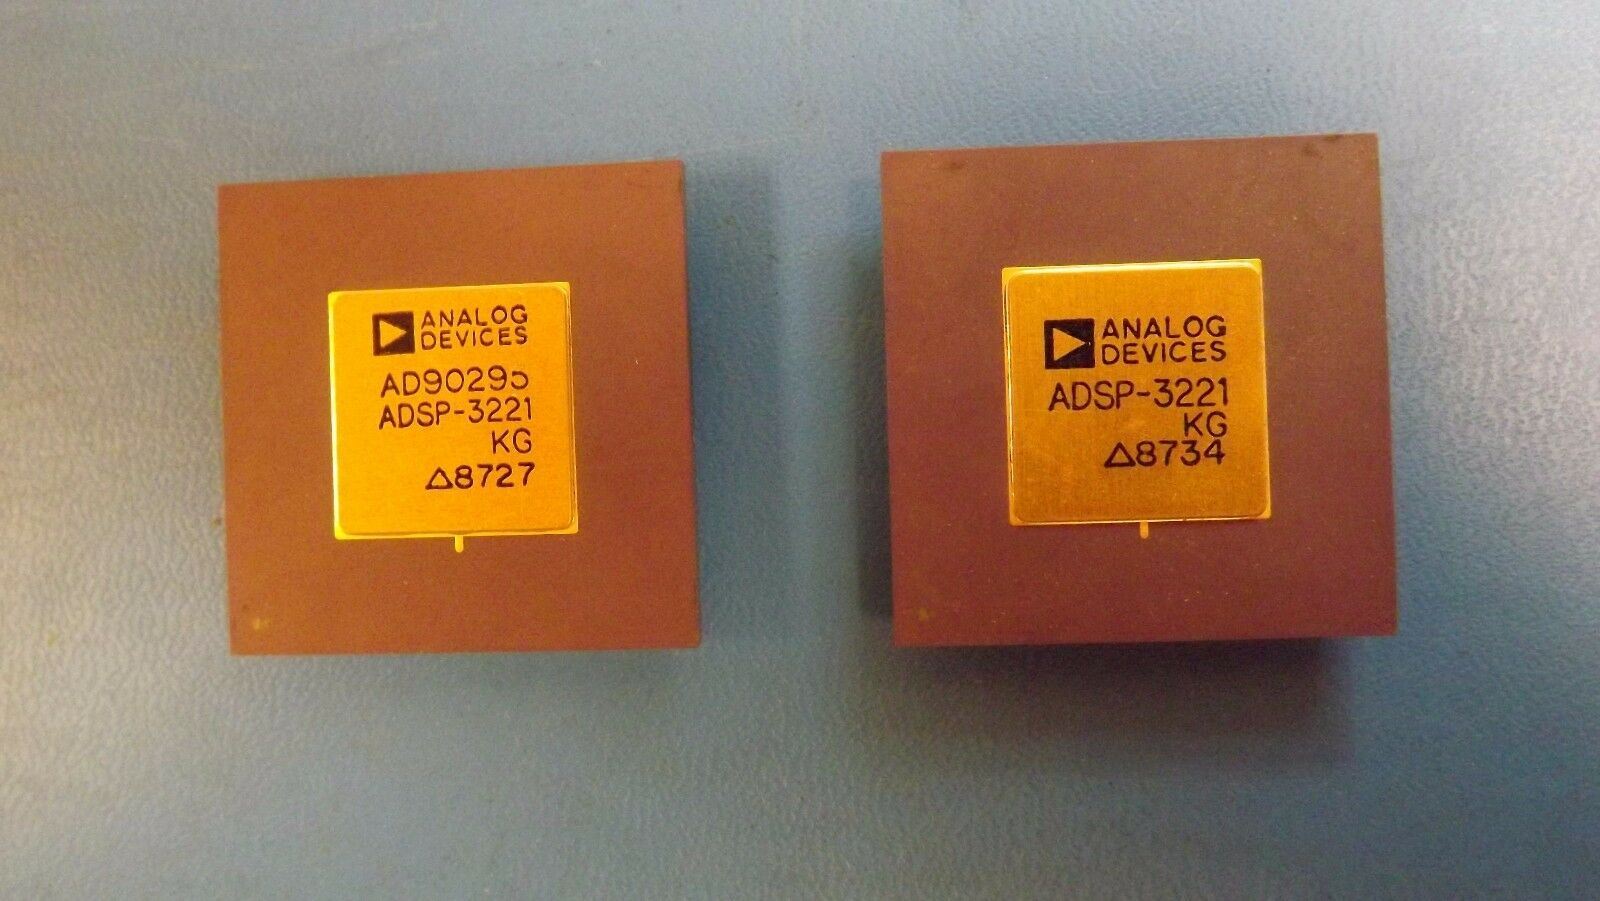 ANALOG
DEVICES
AD90295
ADSP-3221
KG
△8727
ANALOG
DEVICES
ADSP-3221
KG
△8734